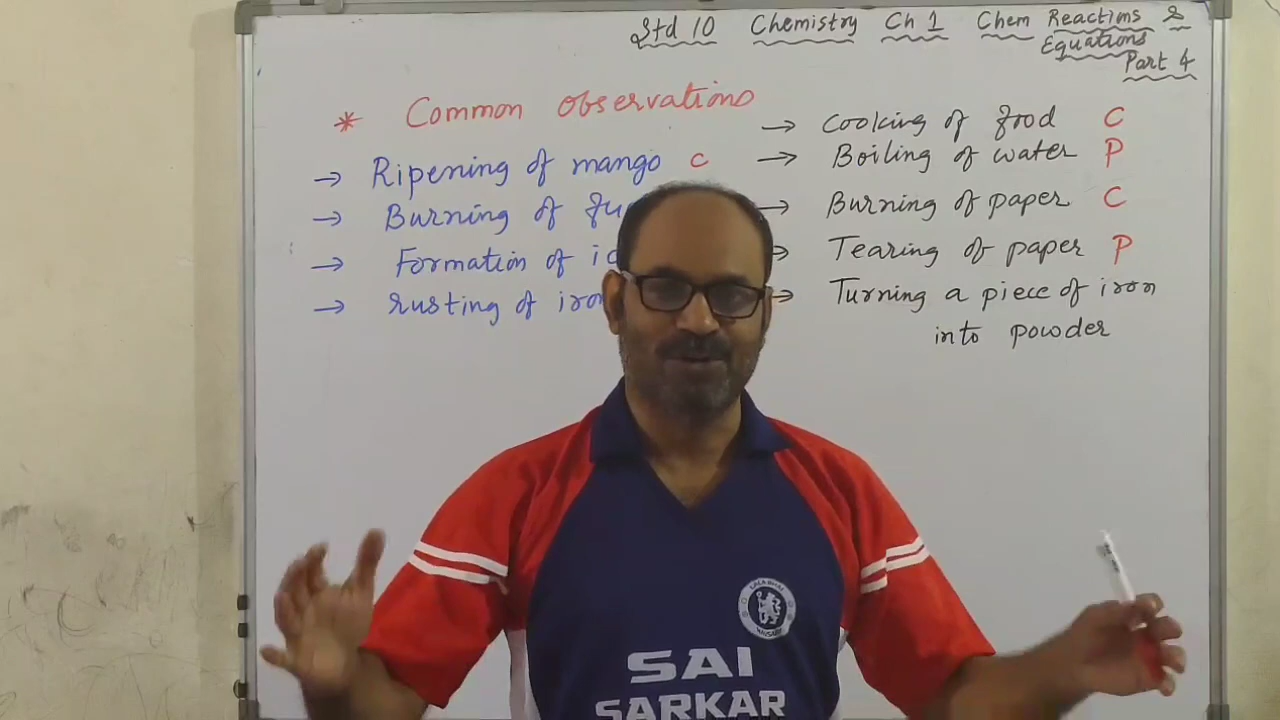 Std 10 Chemistry Ch 1 Chem Reactions &
Equations
Part 4
* Common Observations
→ Ripening of mango C
→ Burning of
→ Formation of
→ rusting of
→ Cooking of food C
→ Boiling of water P
→ Burning of paper C
→ Tearing of paper P
→ Turning a piece of iron
into powder
SAI
SARKAR